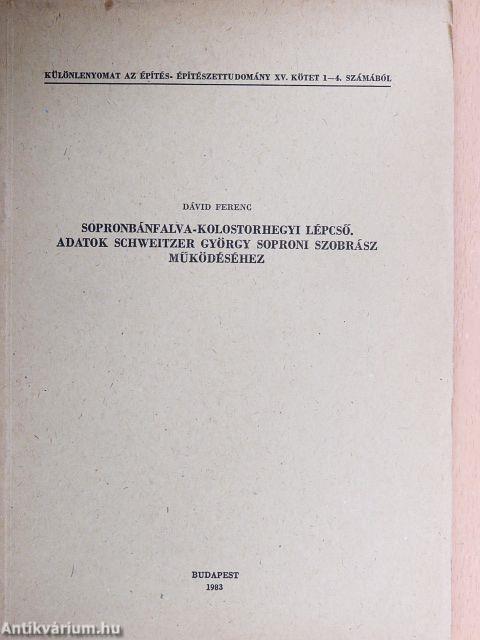 KÜLÖNLENYOMAT AZ ÉPÍTÉS- ÉPÍTÉSZETTUDOMÁNY XV. KÖTET 1—4. SZÁMÁBÓL
DÁVID FERENC
SOPRONBÁNFALVA-KOLOSTORHEGYI LÉPCSŐ.
ADATOK SCHWEITZER GYÖRGY SOPRONI SZOBRÁSZ
MŰKÖDÉSÉHEZ
BUDAPEST
1983
Antikvárium.hu